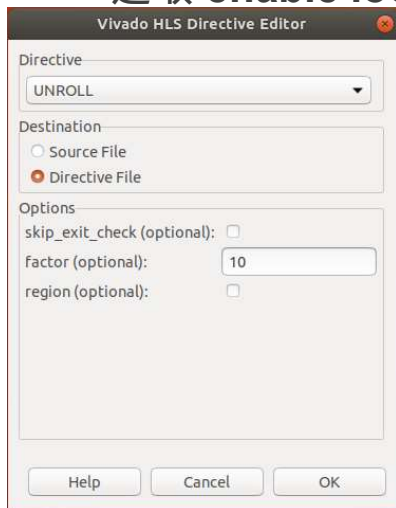 Vivado HLS Directive Editor
Directive
UNROLL
Destination
Source File
Directive File
Options
skip_exit_check (optional):
factor (optional): 10
region (optional):
Help Cancel OK